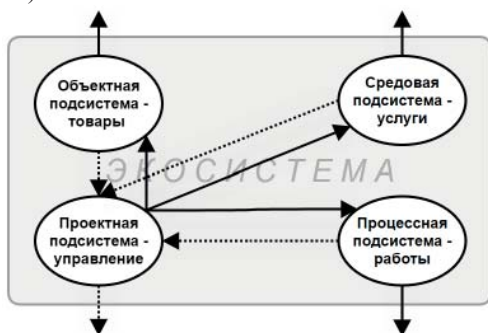 Объектная
подсистема -
товары
Средовая
подсистема -
услуги
ЭКОСИСТЕМА
Проектная
подсистема -
управление
Процессная
подсистема -
работы